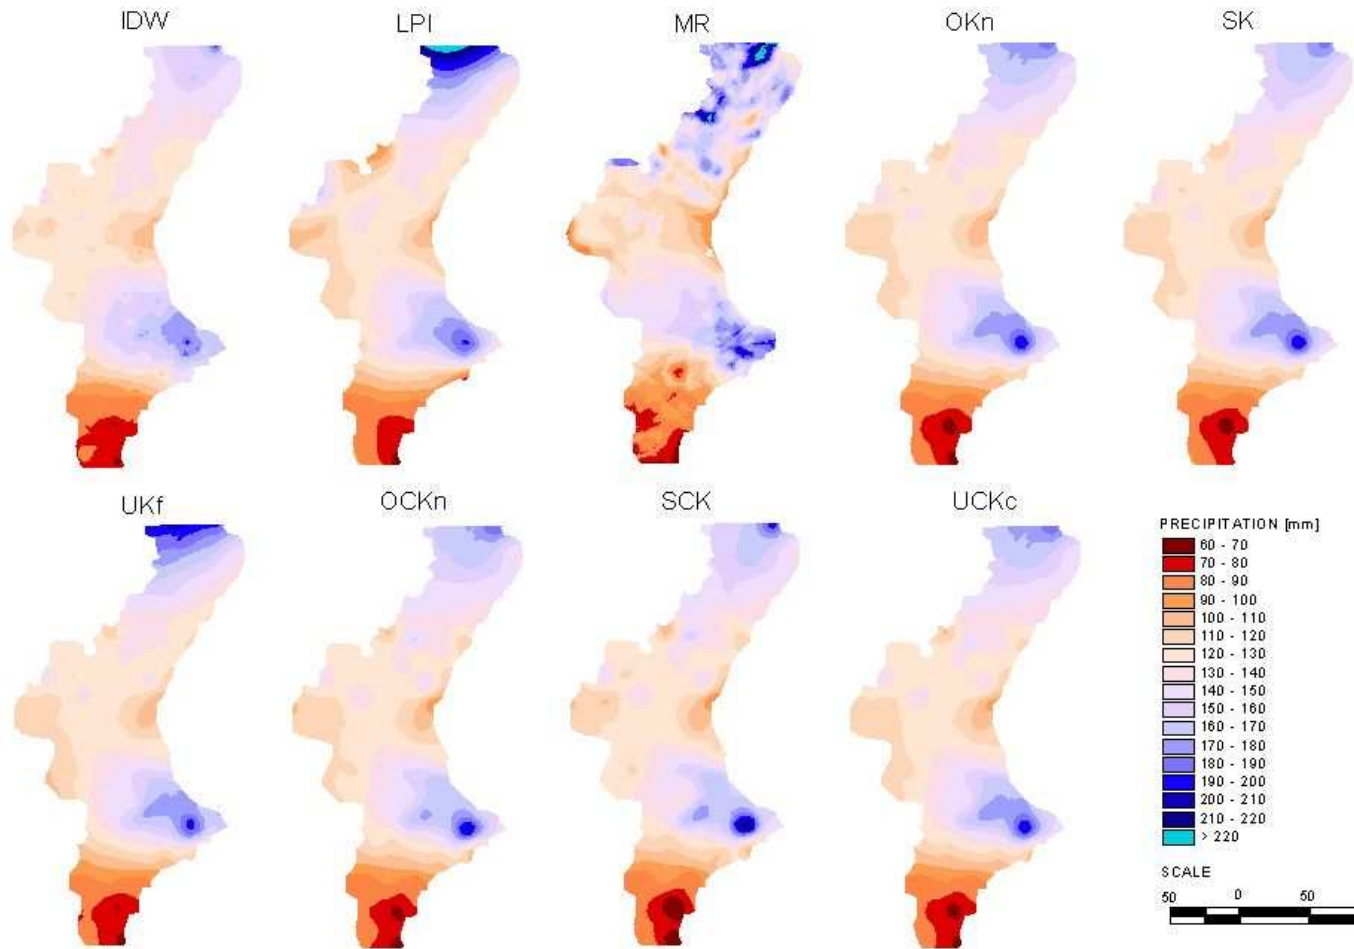 IDW
LPI
MR
OKn
SK
UKf
OCKn
SCK
UCKc
PRECIPITATION [mm]
60 - 70
70 - 80
80 - 90
90 - 100
100 - 110
110 - 120
120 - 130
130 - 140
140 - 150
150 - 160
160 - 170
170 - 180
180 - 190
190 - 200
200 - 210
210 - 220
> 220
SCALE
50 0 50